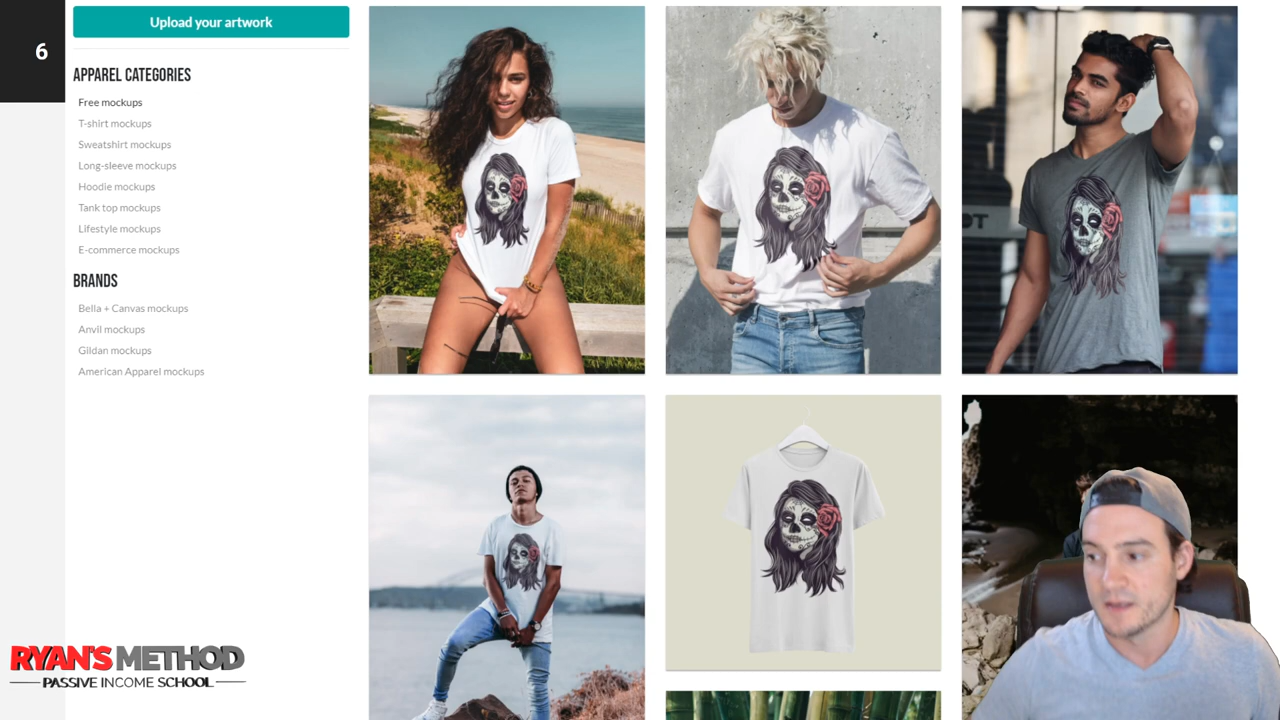 6
Upload your artwork
APPAREL CATEGORIES
Free mockups
T-shirt mockups
Sweatshirt mockups
Long-sleeve mockups
Hoodie mockups
Tank top mockups
Lifestyle mockups
E-commerce mockups
BRANDS
Bella + Canvas mockups
Anvil mockups
Gildan mockups
American Apparel mockups
OT
RYAN'S METHOD
PASSIVE INCOME SCHOOL